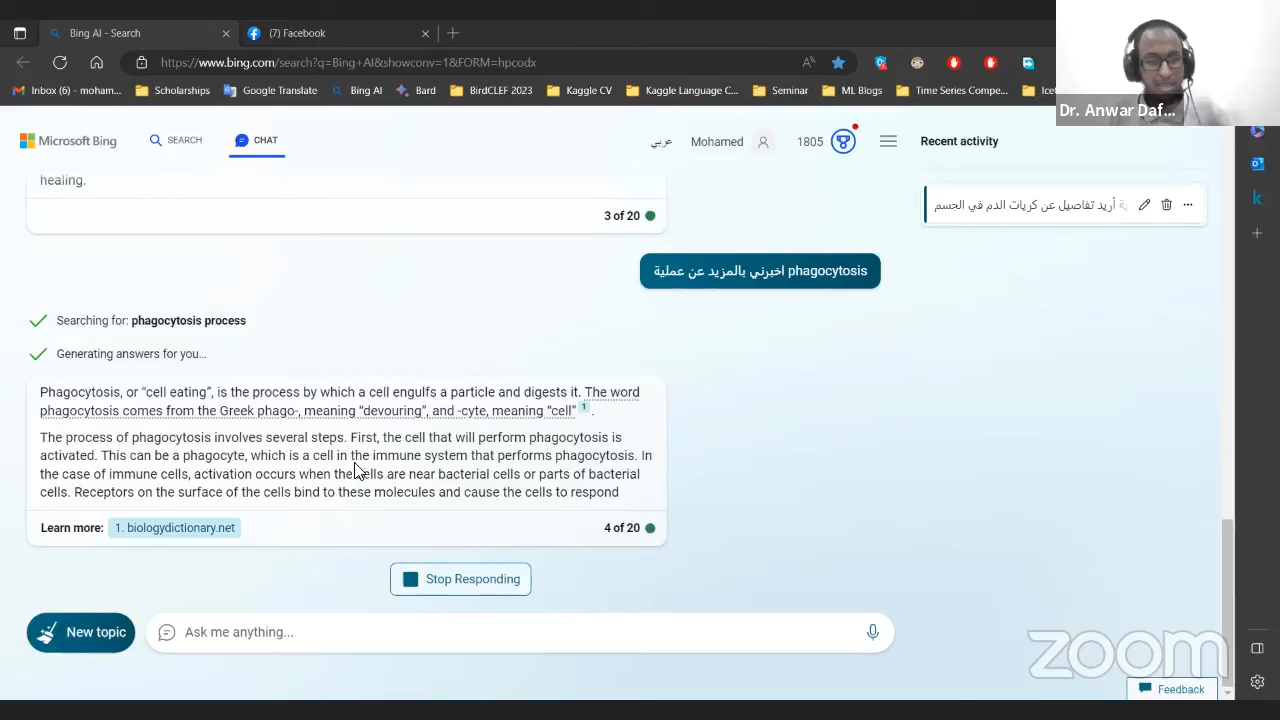 Bing AI - Search
(7) Facebook
https://www.bing.com/search?q=Bing+AI&showconv=1&FORM=hpcodx
Inbox (6) - moham...
Scholarships
Google Translate
Bing AI
Bard
BirdCLEF 2023
Kaggle CV
Kaggle Language C...
Seminar
ML Blogs
Time Series Compe...
Dr. Anwar Daf...
Microsoft Bing
SEARCH
CHAT
عربي
Mohamed
1805
Recent activity
أريد تفاصيل عن كريات الدم في الجسم
healing.
3 of 20
اخبرني بالمزيد عن عملية phagocytosis
Searching for: phagocytosis process
Generating answers for you...
Phagocytosis, or “cell eating”, is the process by which a cell engulfs a particle and digests it. The word
phagocytosis comes from the Greek phago-, meaning “devouring”, and -cyte, meaning “cell” 1.
The process of phagocytosis involves several steps. First, the cell that will perform phagocytosis is
activated. This can be a phagocyte, which is a cell in the immune system that performs phagocytosis. In
the case of immune cells, activation occurs when the cells are near bacterial cells or parts of bacterial
cells. Receptors on the surface of the cells bind to these molecules and cause the cells to respond
Learn more: 1. biologydictionary.net
4 of 20
Stop Responding
New topic
Ask me anything...
zoom
Feedback